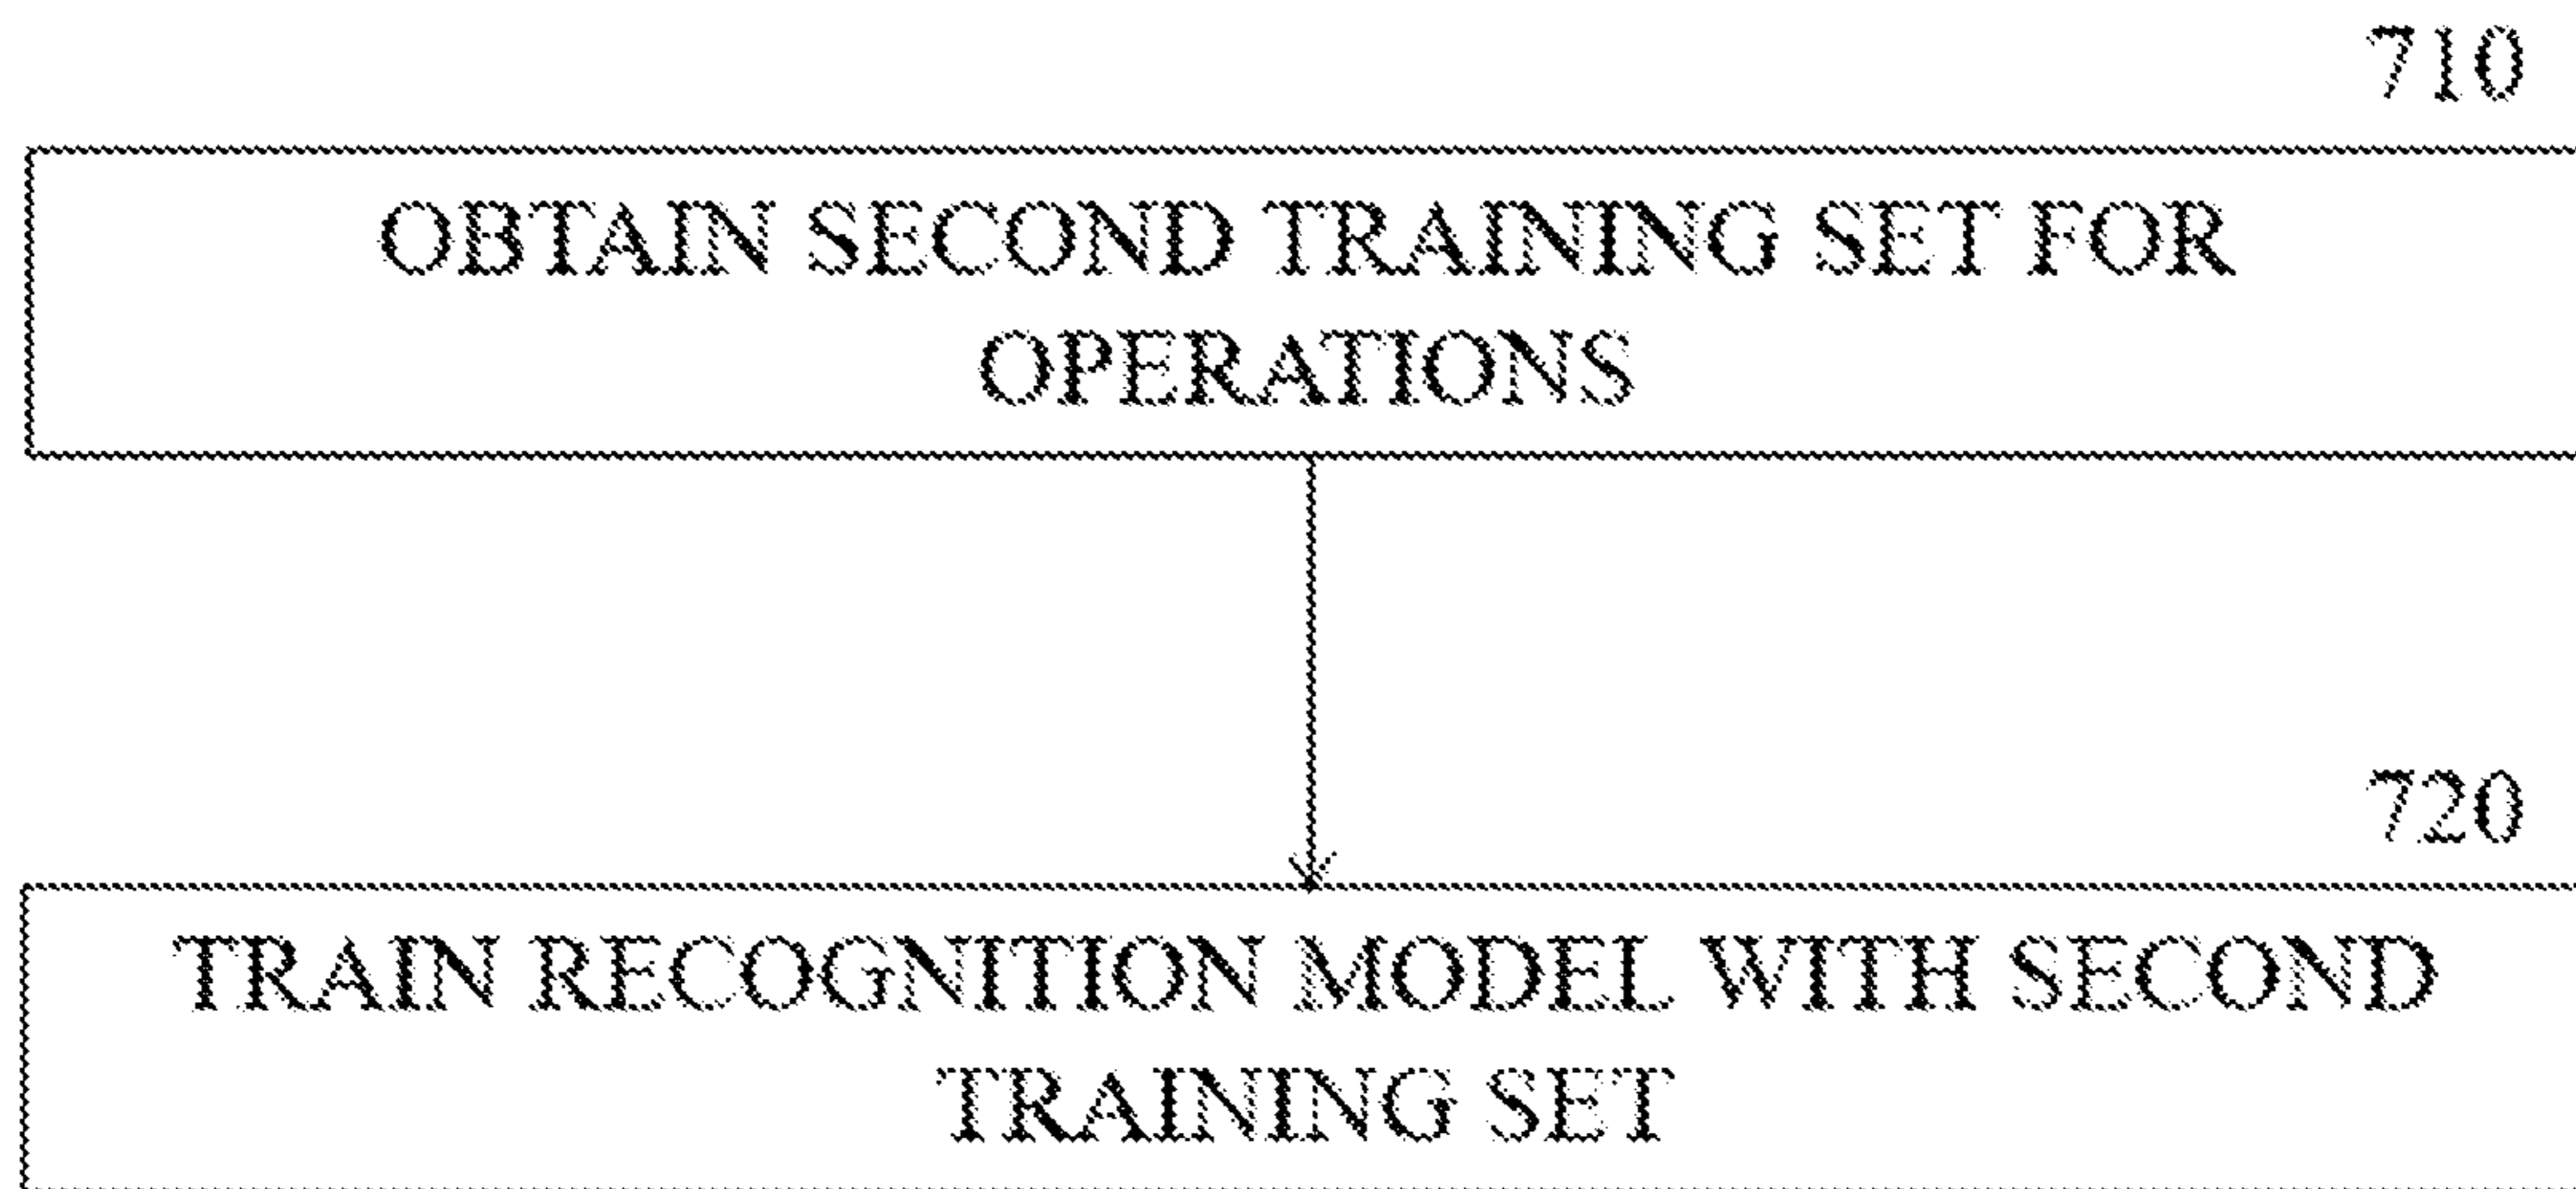 710
OBTAIN SECOND TRAINING SET FOR
OPERATIONS
720
TRAIN RECOGNITION MODEL WITH SECOND
TRAINING SET